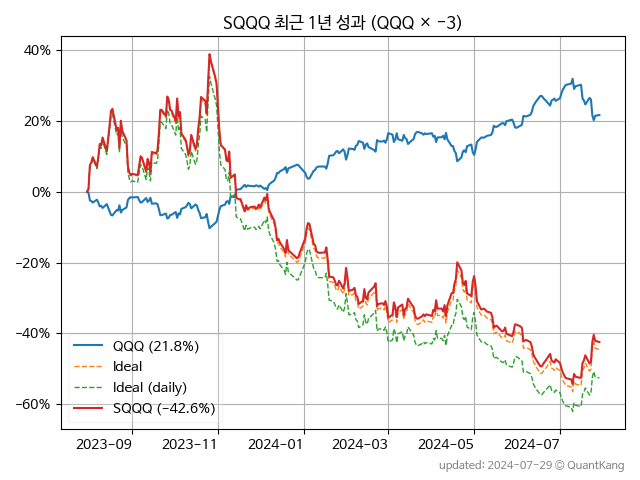 SQQQ 최근 1년 성과 (QQQ × −3)
40%
20%
0%
−20%
−40%
−60%
QQQ (21.8%)
Ideal
Ideal (daily)
SQQQ (−42.6%)
2023−09
2023−11
2024−01
2024−03
2024−05
2024−07
updated: 2024-07-29 © QuantKang